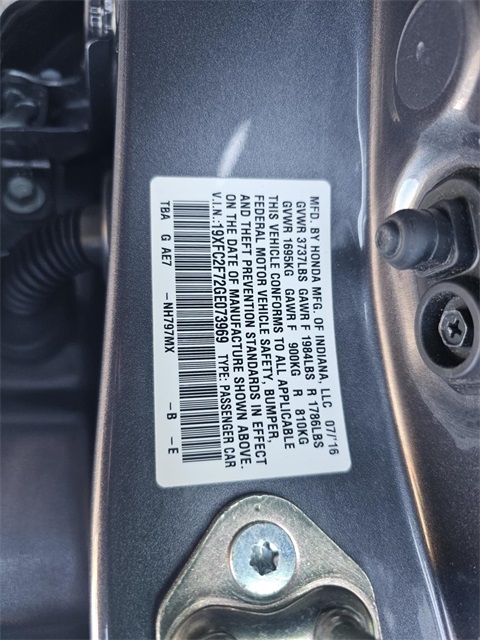 MFD. BY HONDA MFG. OF INDIANA, LLC 07/'16
GVWR 3737LBS GAWR F 1984LBS R 1786LBS
GVWR 1695KG GAWR F 900KG R 810KG
THIS VEHICLE CONFORMS TO ALL APPLICABLE
FEDERAL MOTOR VEHICLE SAFETY, BUMPER,
AND THEFT PREVENTION STANDARDS IN EFFECT
ON THE DATE OF MANUFACTURE SHOWN ABOVE.
V.I.N.:19XFC2F72GE073969 TYPE: PASSENGER CAR
TBA G AE7 -NH797MX -B -E